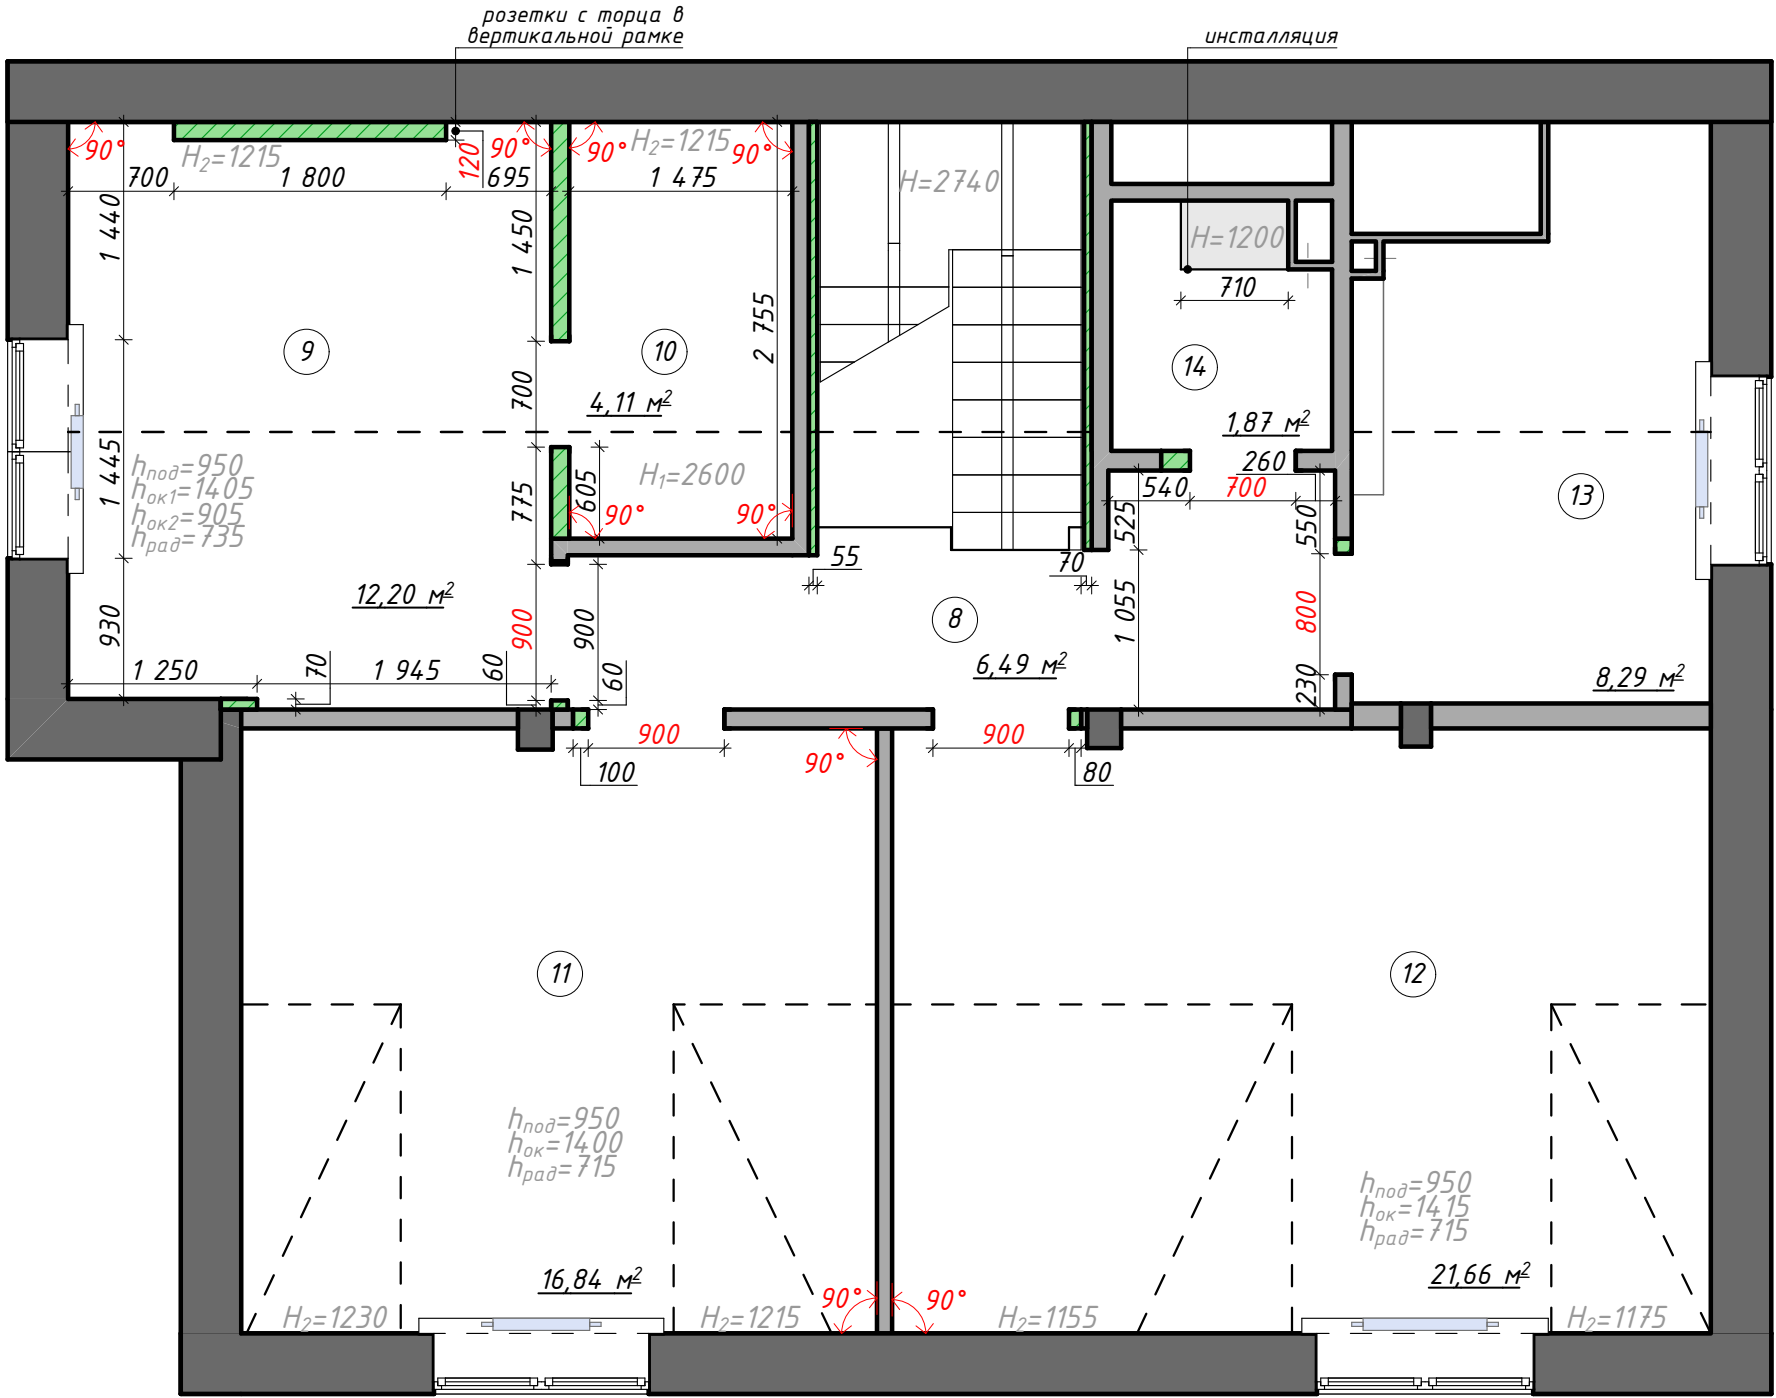 розетки с торца в
вертикальной рамке
инсталляция
90°
H₂=1215
120
90°
90°
H₂=1215
90°
H=2740
700
1 800
695
1 475
1 440
1 450
2 755
H=1200
710
9
10
14
700
4,11 м²
1,87 м²
1 445
hпод=950
hок1=1405
hок2=905
hрад=735
775
605
H₁=2600
90°
90°
260
540
700
525
550
13
55
70
12,20 м²
930
900
900
8
1 055
800
6,49 м²
8,29 м²
1 250
70
1 945
60
60
230
900
100
90°
900
80
11
12
hпод=950
hок=1400
hрад=715
hпод=950
hок=1415
hрад=715
16,84 м²
21,66 м²
90°
90°
H₂=1230
H₂=1215
H₂=1155
H₂=1175